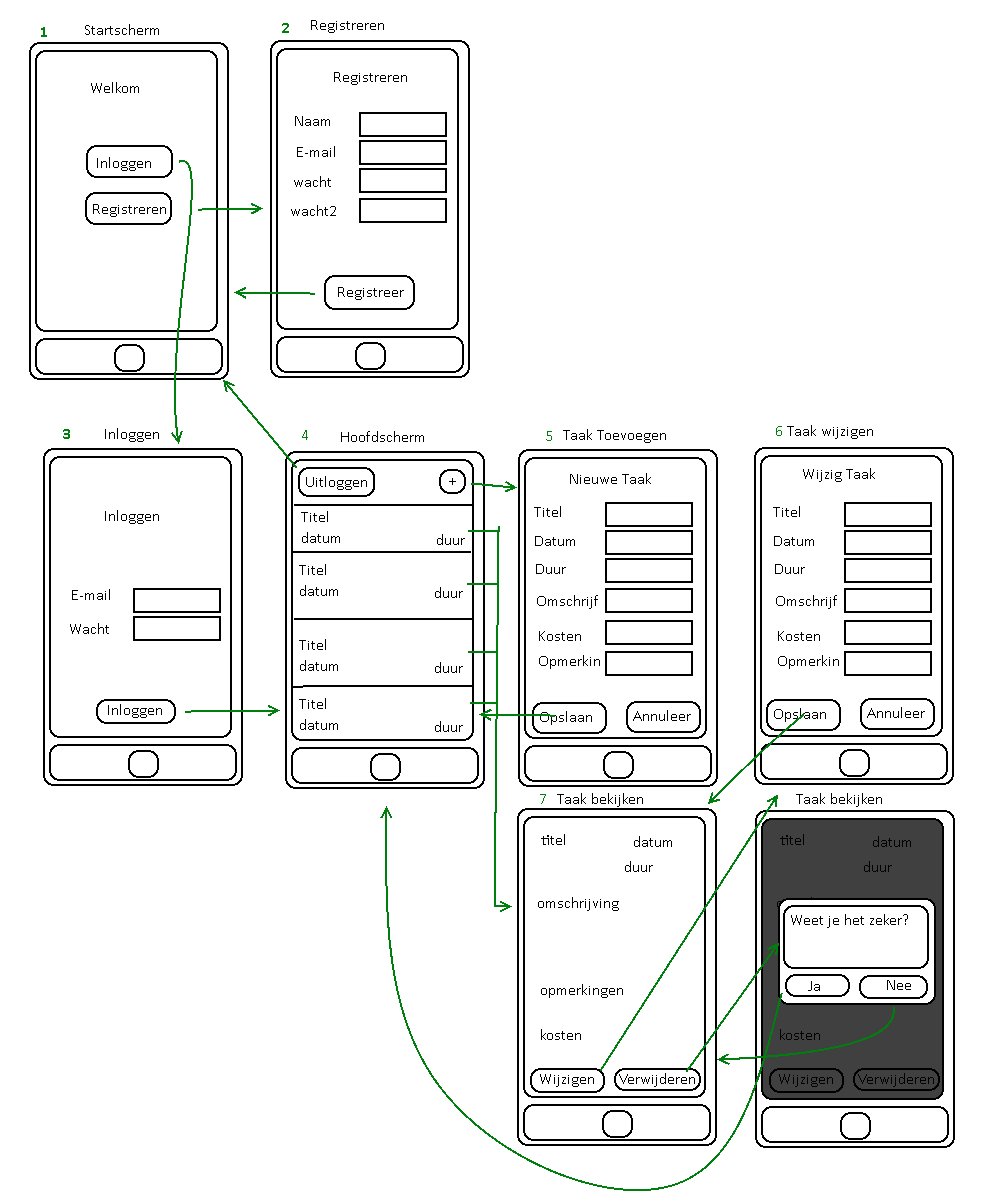 1 Startscherm
Welkom
Inloggen
Registreren
2 Registreren
Registreren
Naam
E-mail
wacht
wacht2
Registreer
3 Inloggen
Inloggen
E-mail
Wacht
Inloggen
4 Hoofdscherm
Uitloggen +
Titel
datum duur
Titel
datum duur
Titel
datum duur
Titel
datum duur
5 Taak Toevoegen
Nieuwe Taak
Titel
Datum
Duur
Omschrijf
Kosten
Opmerkin
Opslaan Annuleer
6 Taak wijzigen
Wijzig Taak
Titel
Datum
Duur
Omschrijf
Kosten
Opmerkin
Opslaan Annuleer
7 Taak bekijken
titel datum
duur
omschrijving
opmerkingen
kosten
Wijzigen Verwijderen
Taak bekijken
titel datum
duur
Weet je het zeker?
Ja Nee
kosten
Wijzigen Verwijderen